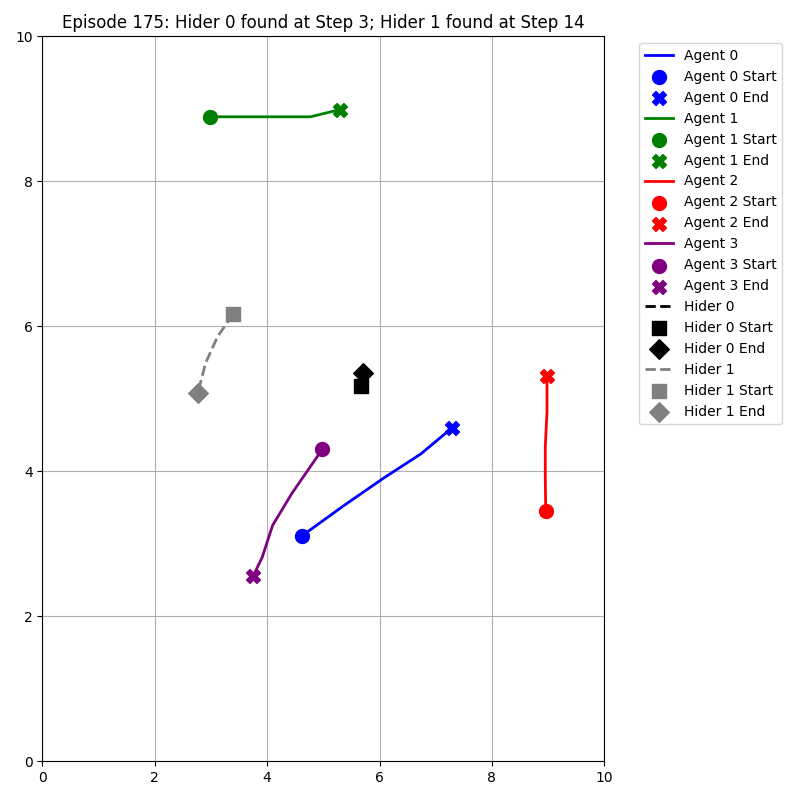 Episode 175: Hider 0 found at Step 3; Hider 1 found at Step 14
10
8
6
4
2
0
0 2 4 6 8 10
Agent 0
Agent 0 Start
Agent 0 End
Agent 1
Agent 1 Start
Agent 1 End
Agent 2
Agent 2 Start
Agent 2 End
Agent 3
Agent 3 Start
Agent 3 End
Hider 0
Hider 0 Start
Hider 0 End
Hider 1
Hider 1 Start
Hider 1 End